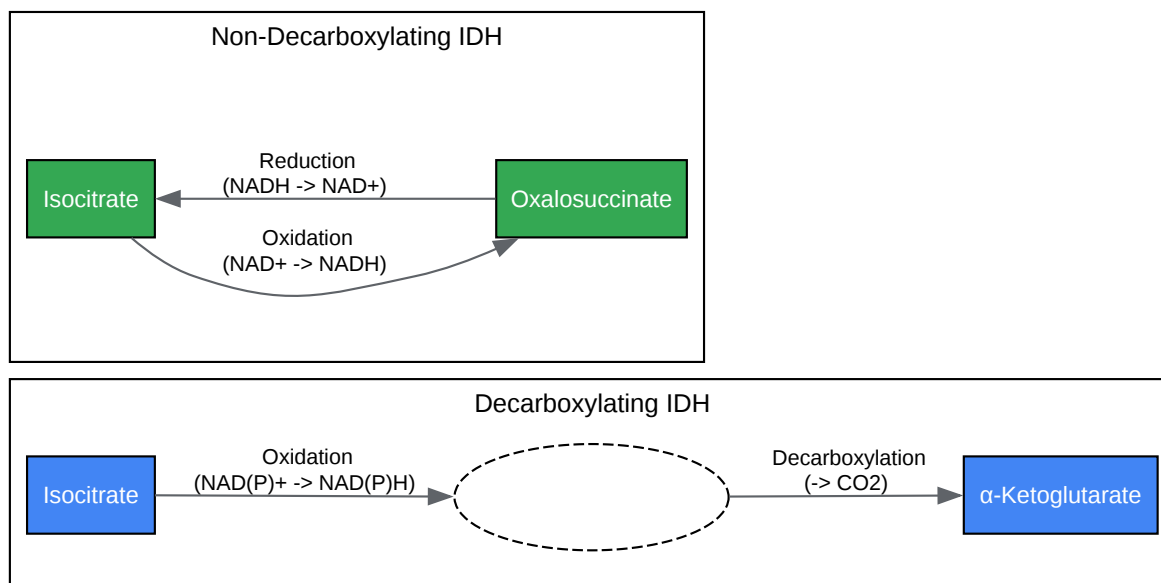 Non-Decarboxylating IDH
Reduction
(NADH -> NAD+)
Isocitrate
Oxalosuccinate
Oxidation
(NAD+ -> NADH)
Decarboxylating IDH
Oxidation
(NAD(P)+ -> NAD(P)H)
Decarboxylation
(-> CO2)
Isocitrate
α-Ketoglutarate